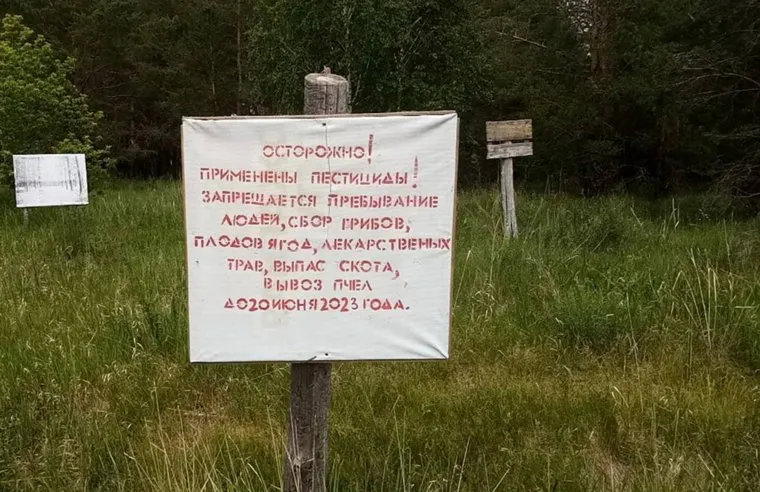 ОСТОРОЖНО!
ПРИМЕНЕНЫ ПЕСТИЦИДЫ!
ЗАПРЕЩАЕТСЯ ПРЕБЫВАНИЕ
ЛЮДЕЙ, СБОР ГРИБОВ,
ПЛОДОВ ЯГОД, ЛЕКАРСТВЕНЫХ
ТРАВ, ВЫПАС СКОТА,
ВЫВОЗ ПЧЕЛ
ДО 20 ИЮНЯ 2023 ГОДА.